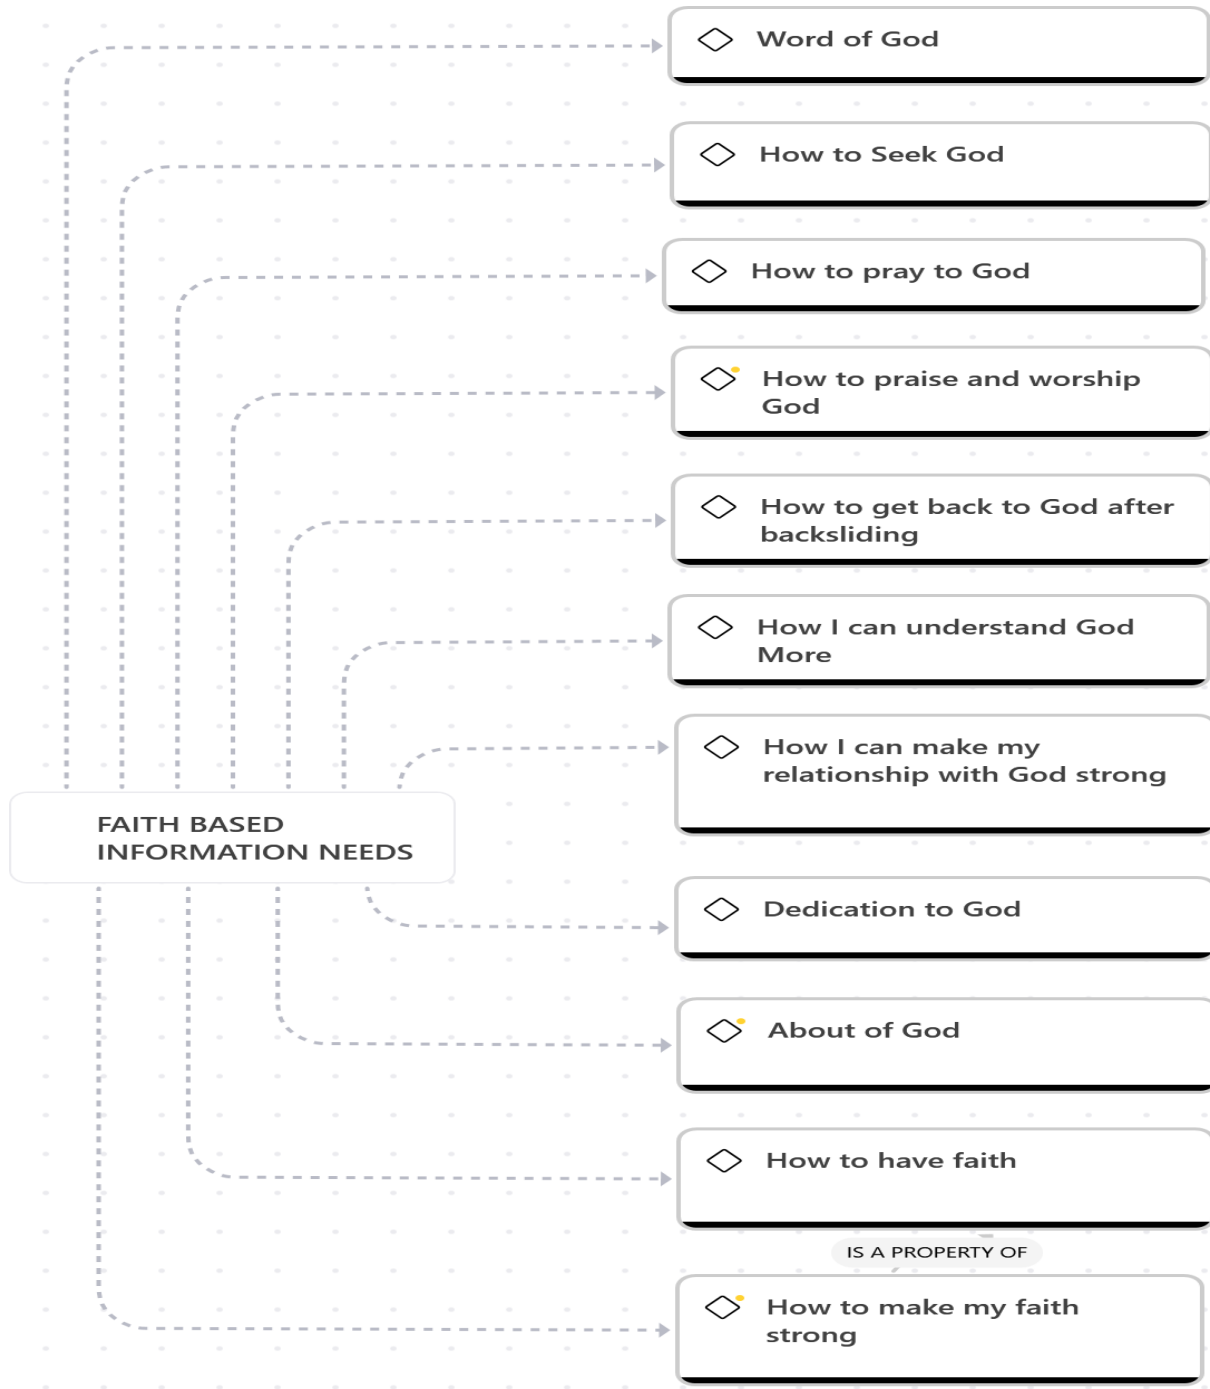 Word of God
How to Seek God
How to pray to God
How to praise and worship
God
How to get back to God after
backsliding
How I can understand God
More
How I can make my
relationship with God strong
FAITH BASED
INFORMATION NEEDS
Dedication to God
About of God
How to have faith
IS A PROPERTY OF
How to make my faith
strong